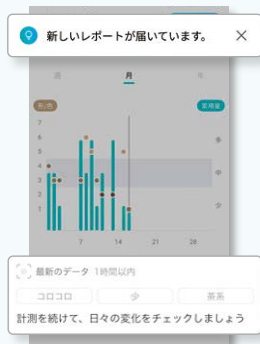 新しいレポートが届いています。
週 月 年
7
6 多
5
4 中
3
2 少
1
7 14 21 28
最新のデータ 1時間以内
コロコロ 少 茶系
計測を続けて、日々の変化をチェックしましょう